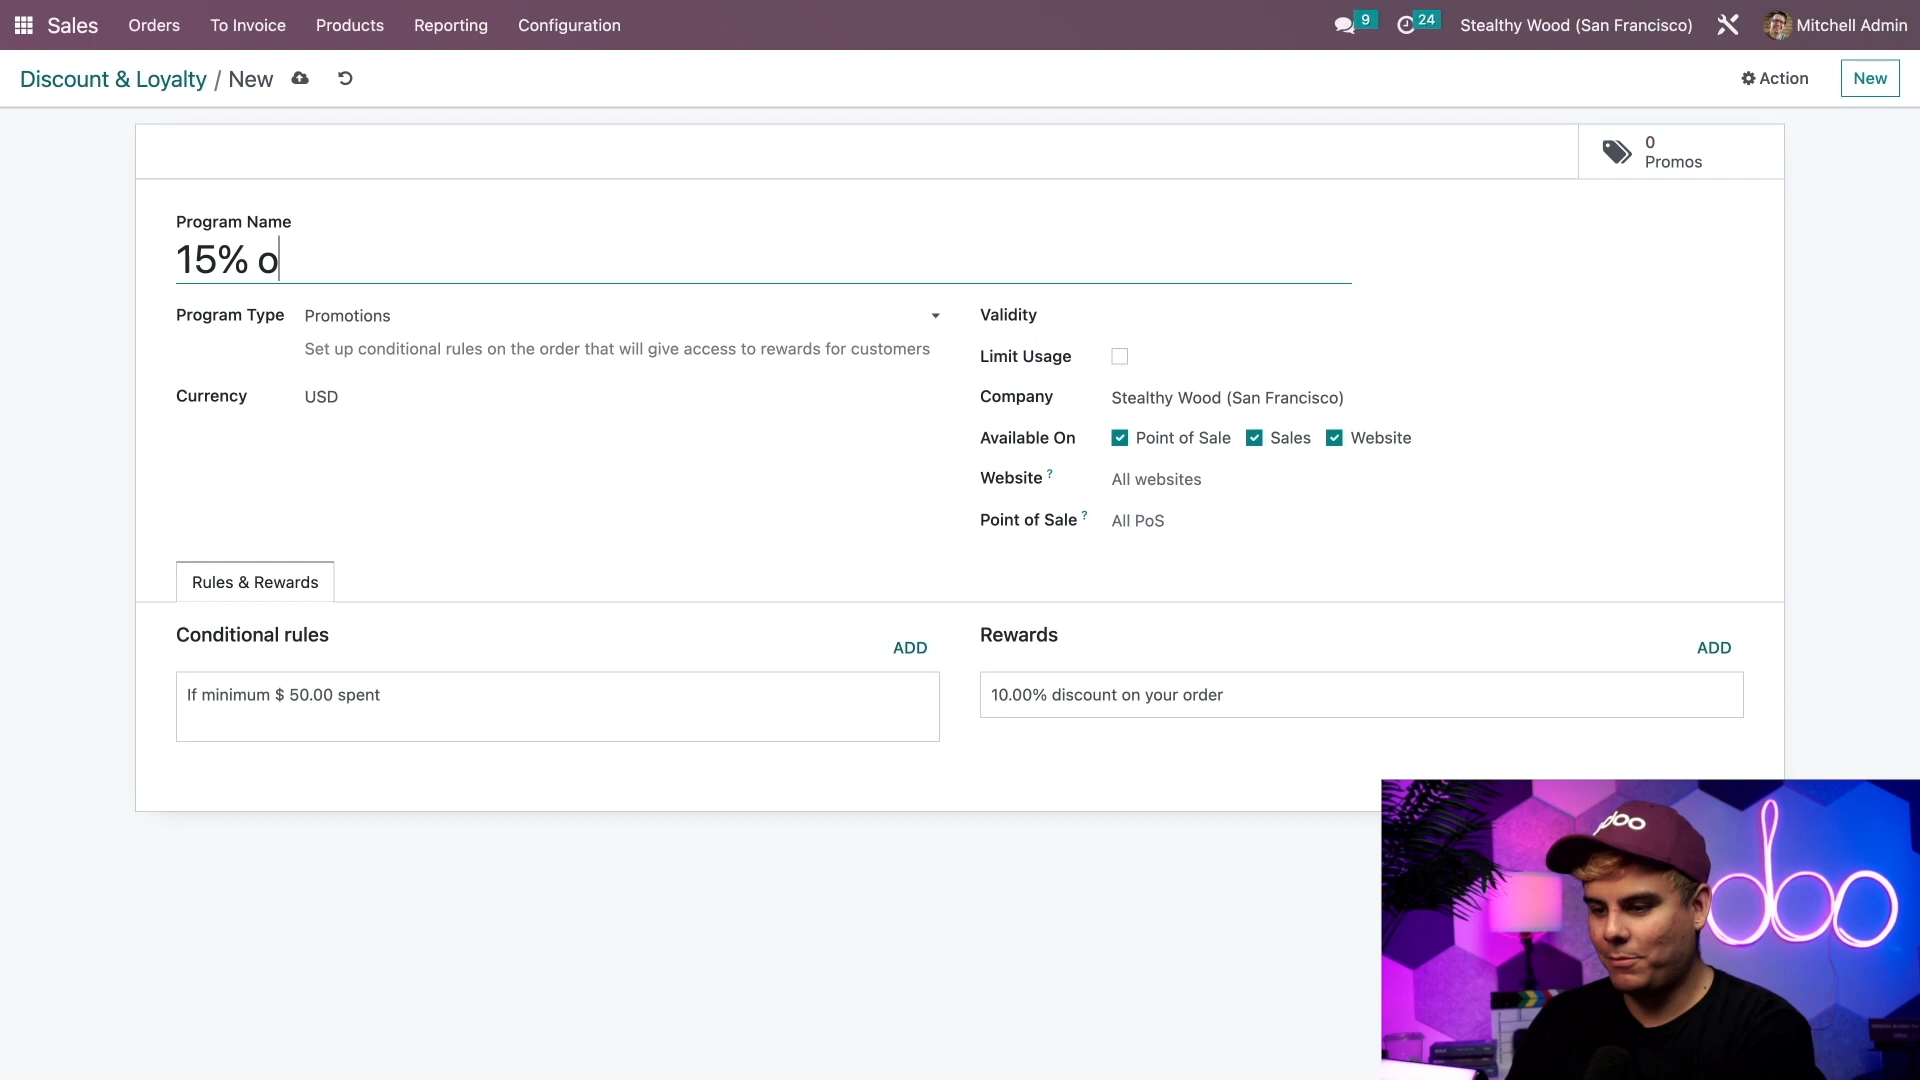 Sales Orders To Invoice Products Reporting Configuration 9 24 Stealthy Wood (San Francisco) Mitchell Admin
Discount & Loyalty / New Action New
0
Promos
Program Name
15% o
Program Type Promotions
Set up conditional rules on the order that will give access to rewards for customers
Currency USD
Validity
Limit Usage
Company Stealthy Wood (San Francisco)
Available On Point of Sale Sales Website
Website ? All websites
Point of Sale ? All PoS
Rules & Rewards
Conditional rules ADD
If minimum $ 50.00 spent
Rewards ADD
10.00% discount on your order
odoo